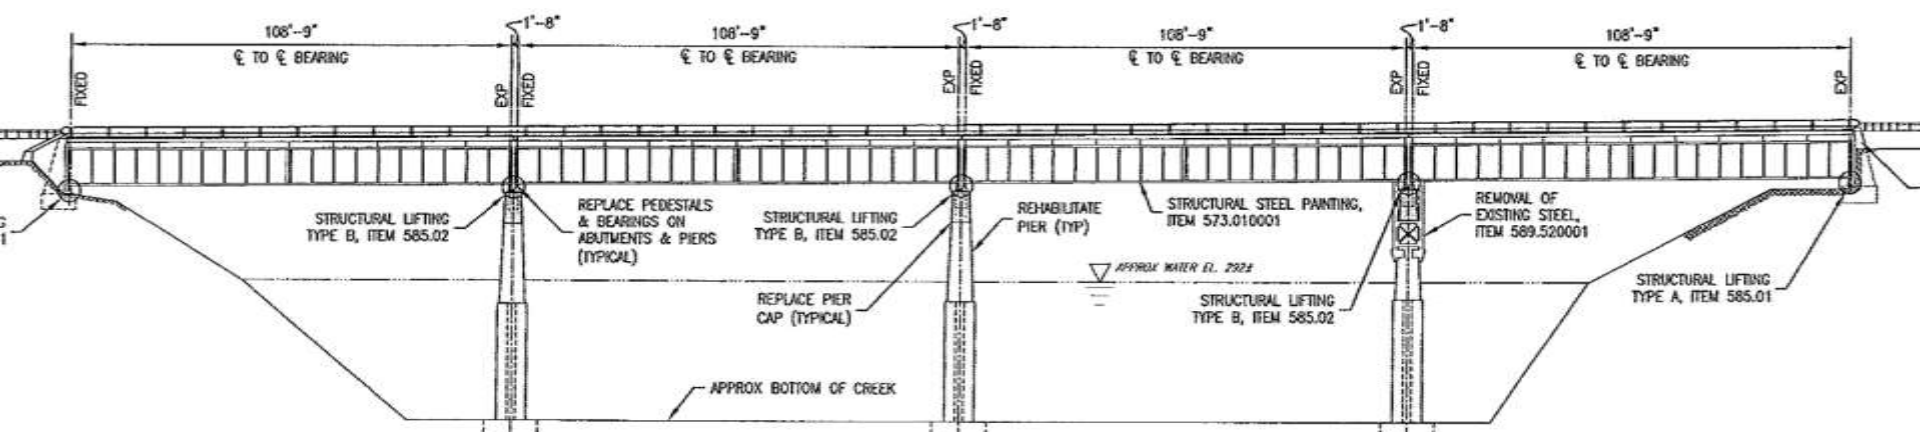 108'-9"
℄ TO ℄ BEARING
1'-8"
108'-9"
℄ TO ℄ BEARING
1'-8"
108'-9"
℄ TO ℄ BEARING
1'-8"
108'-9"
℄ TO ℄ BEARING
FIXED
EXP
FIXED
EXP
FIXED
EXP
FIXED
EXP
STRUCTURAL LIFTING
TYPE B, ITEM 585.02
REPLACE PEDESTALS
& BEARINGS ON
ABUTMENTS & PIERS
(TYPICAL)
STRUCTURAL LIFTING
TYPE B, ITEM 585.02
REHABILITATE
PIER (TYP)
STRUCTURAL STEEL PAINTING,
ITEM 573.010001
REMOVAL OF
EXISTING STEEL,
ITEM 589.520001
G
1
APPROX WATER EL. 292±
REPLACE PIER
CAP (TYPICAL)
STRUCTURAL LIFTING
TYPE B, ITEM 585.02
STRUCTURAL LIFTING
TYPE A, ITEM 585.01
APPROX BOTTOM OF CREEK